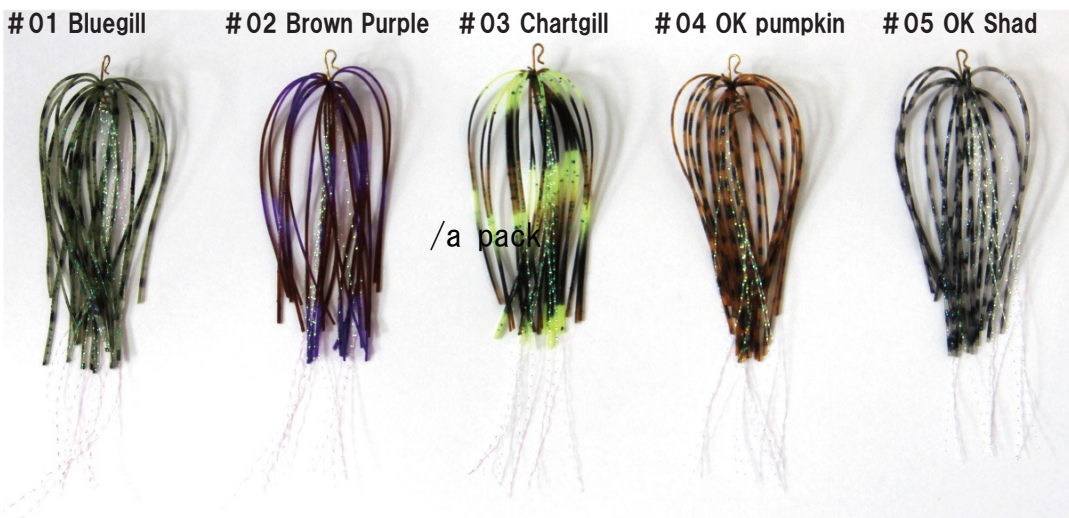 #01 Bluegill
#02 Brown Purple
#03 Chartgill
#04 OK pumpkin
#05 OK Shad
/a pack